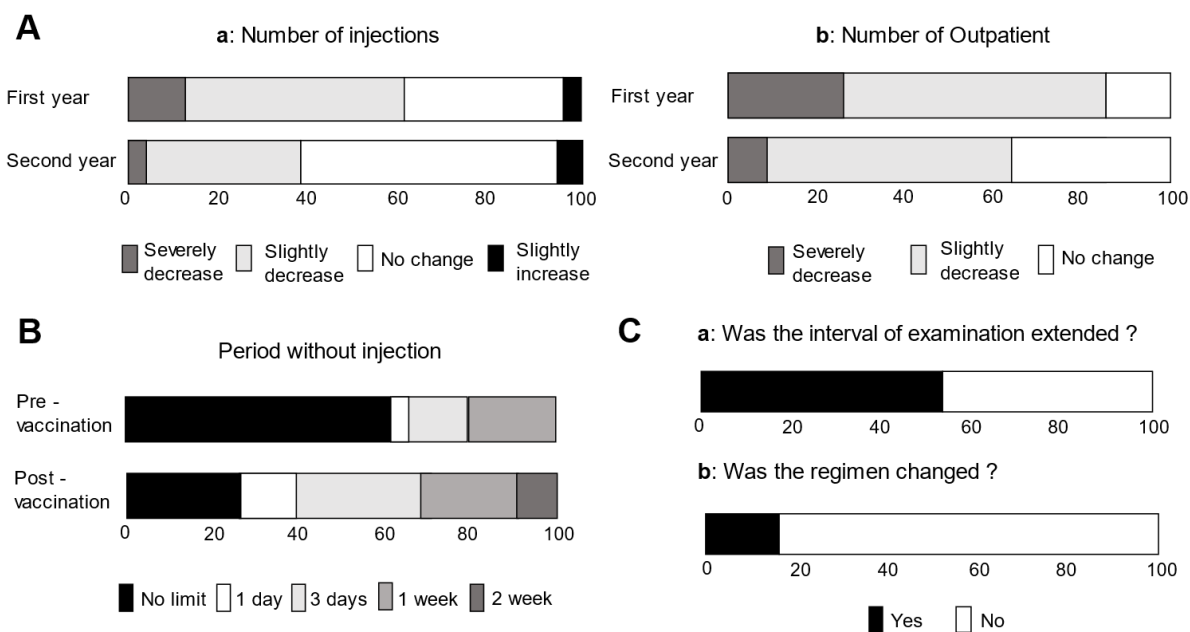 A
a: Number of injections
First year
Second year
0 20 40 60 80 100
Severely decrease
Slightly decrease
No change
Slightly increase
b: Number of Outpatient
First year
Second year
0 20 40 60 80 100
Severely decrease
Slightly decrease
No change
B
Period without injection
Pre -
vaccination
Post -
vaccination
0 20 40 60 80 100
No limit 1 day 3 days 1 week 2 week
C
a: Was the interval of examination extended ?
0 20 40 60 80 100
b: Was the regimen changed ?
0 20 40 60 80 100
Yes No